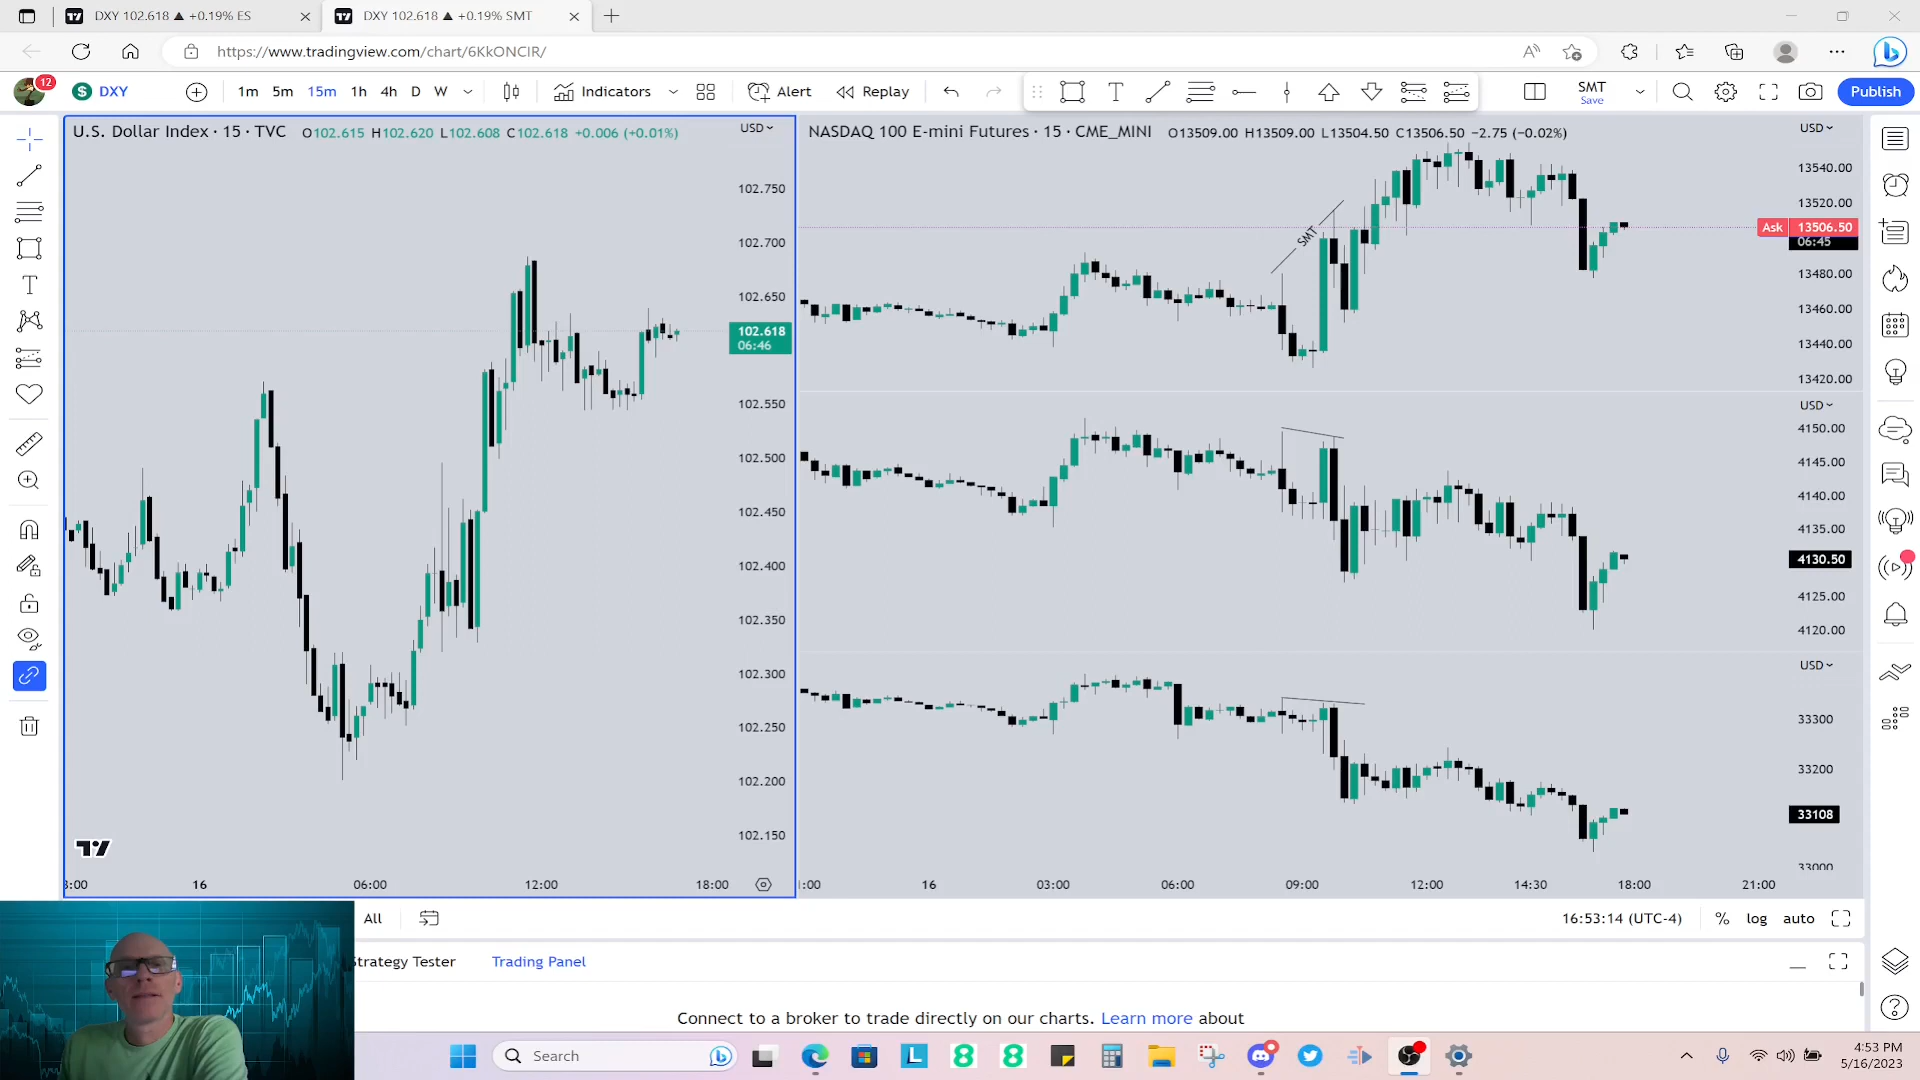 DXY 102.618 ▲ +0.19% ES
DXY 102.618 ▲ +0.19% SMT
https://www.tradingview.com/chart/6KkONCIR/
12
$ DXY
1m 5m 15m 1h 4h D W
Indicators
Alert
Replay
SMT
Save
Publish
U.S. Dollar Index · 15 · TVC O102.615 H102.620 L102.608 C102.618 +0.006 (+0.01%)
USD
102.750
102.700
102.650
102.618
06:46
102.550
102.500
102.450
102.400
102.350
102.300
102.250
102.200
102.150
3:00 16 06:00 12:00 18:00
NASDAQ 100 E-mini Futures · 15 · CME_MINI O13509.00 H13509.00 L13504.50 C13506.50 −2.75 (−0.02%)
USD
13540.00
13520.00
Ask 13506.50
06:45
13480.00
13460.00
13440.00
13420.00
SMT
USD
4150.00
4145.00
4140.00
4135.00
4130.50
4125.00
4120.00
USD
33300
33200
33108
33000
1:00 16 03:00 06:00 09:00 12:00 14:30 18:00 21:00
All
16:53:14 (UTC-4) % log auto
Strategy Tester Trading Panel
Connect to a broker to trade directly on our charts. Learn more about
Search
4:53 PM
5/16/2023